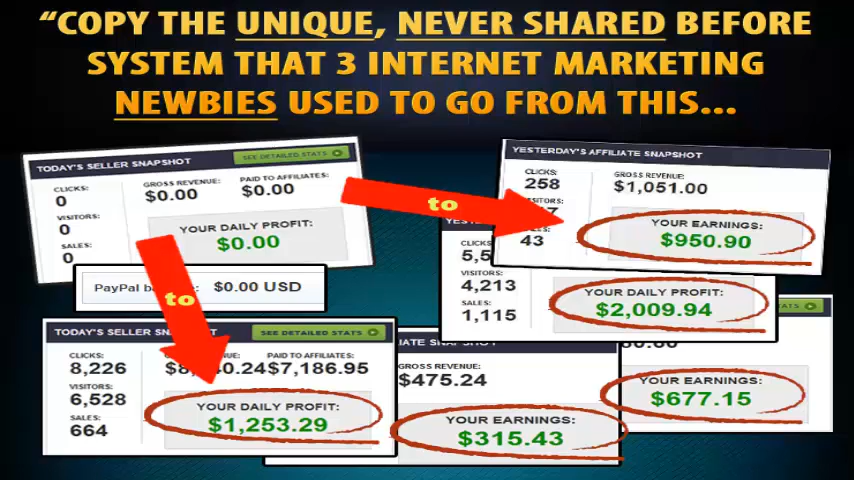 “COPY THE UNIQUE, NEVER SHARED BEFORE
SYSTEM THAT 3 INTERNET MARKETING
NEWBIES USED TO GO FROM THIS...
TODAY'S SELLER SNAPSHOT
SEE DETAILED STATS
CLICKS:
0
VISITORS:
0
SALES:
0
GROSS REVENUE:
$0.00
PAID TO AFFILIATES:
$0.00
YOUR DAILY PROFIT:
$0.00
to
YESTERDAY'S AFFILIATE SNAPSHOT
CLICKS:
258
SALES:
43
GROSS REVENUE:
$1,051.00
YOUR EARNINGS:
$950.90
CLICKS:
VISITORS:
4,213
SALES:
1,115
YOUR DAILY PROFIT:
$2,009.94
PayPal
$0.00 USD
to
TODAY'S SELLER SNAPSHOT
SEE DETAILED STATS
CLICKS:
8,226
VISITORS:
6,528
SALES:
664
PAID TO AFFILIATES:
$7,186.95
YOUR DAILY PROFIT:
$1,253.29
GROSS REVENUE:
$475.24
YOUR EARNINGS:
$315.43
YOUR EARNINGS:
$677.15